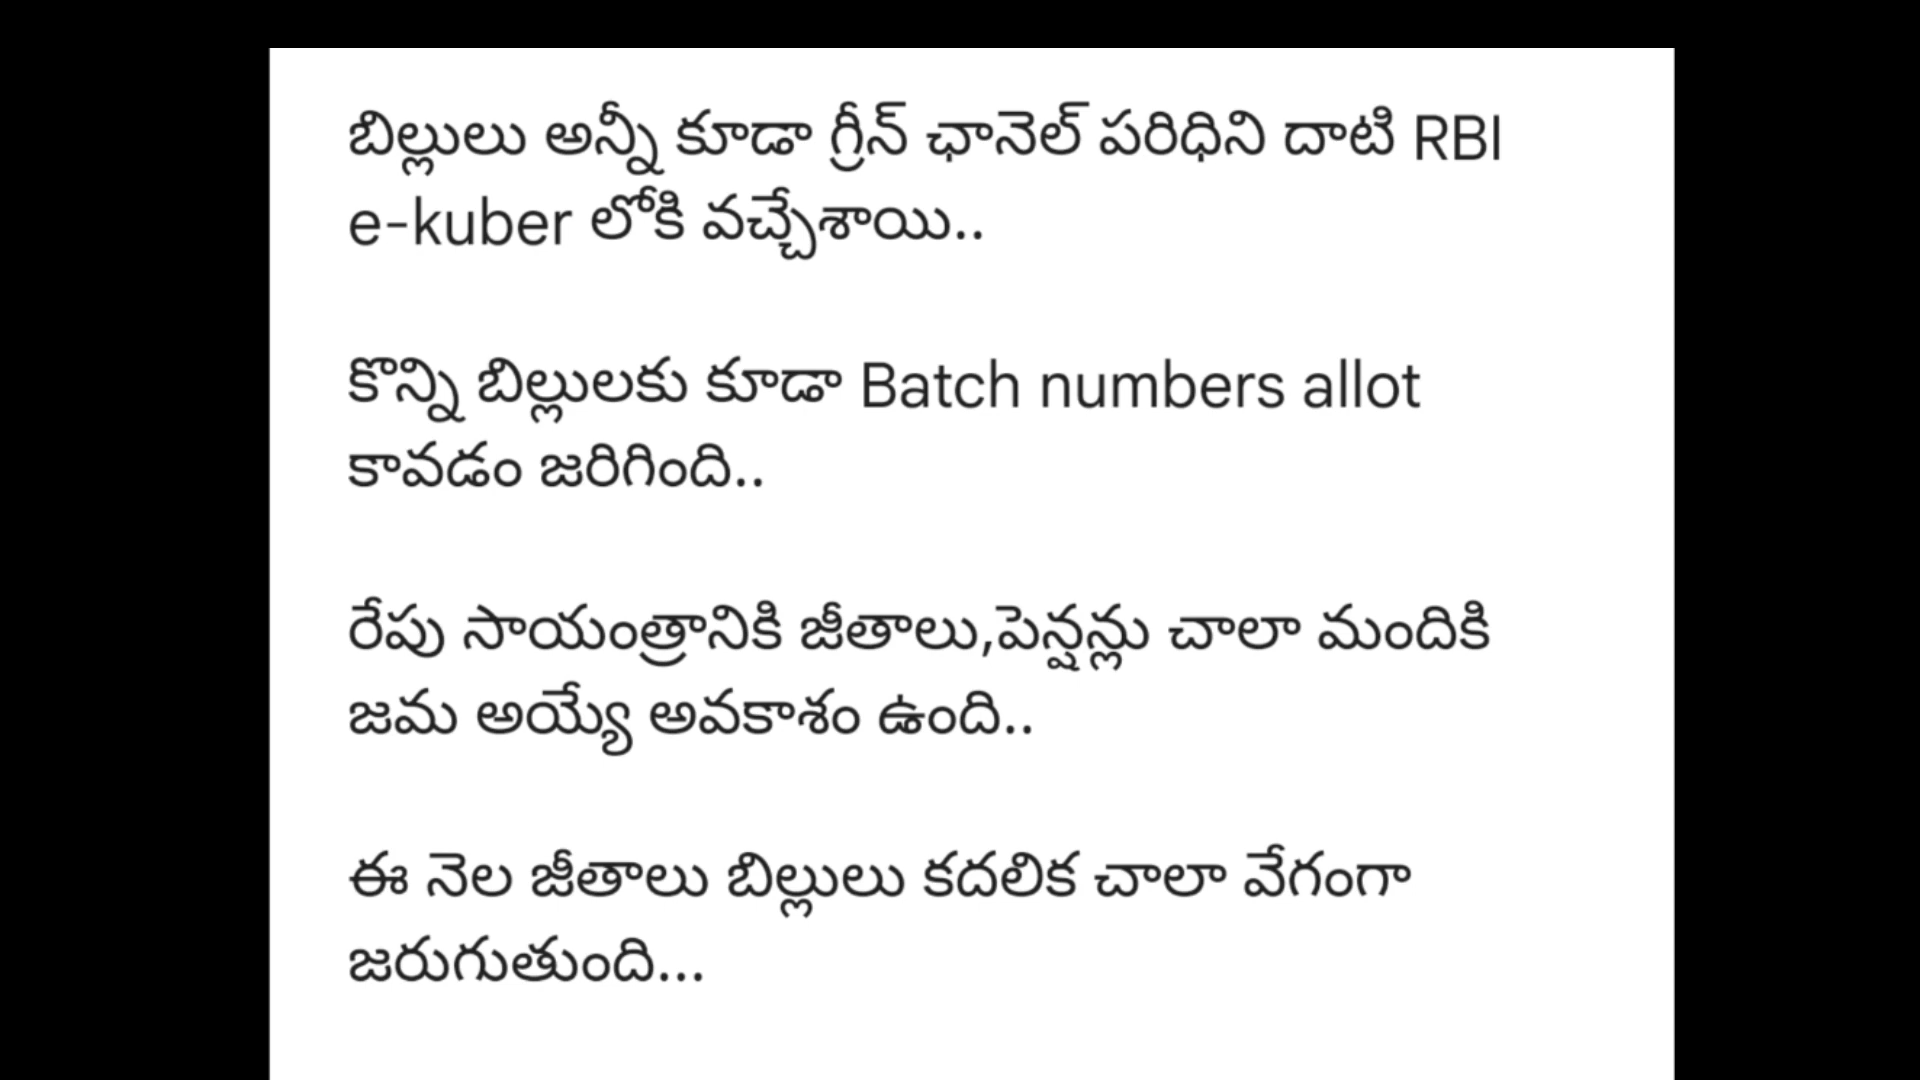 బిల్లులు అన్నీ కూడా గ్రీన్ ఛానెల్ పరిధిని దాటి RBI
e-kuber లోకి వచ్చేశాయి..
కొన్ని బిల్లులకు కూడా Batch numbers allot
కావడం జరిగింది..
రేపు సాయంత్రానికి జీతాలు,పెన్షన్లు చాలా మందికి
జమ అయ్యే అవకాశం ఉంది..
ఈ నెల జీతాలు బిల్లులు కదలిక చాలా వేగంగా
జరుగుతుంది...